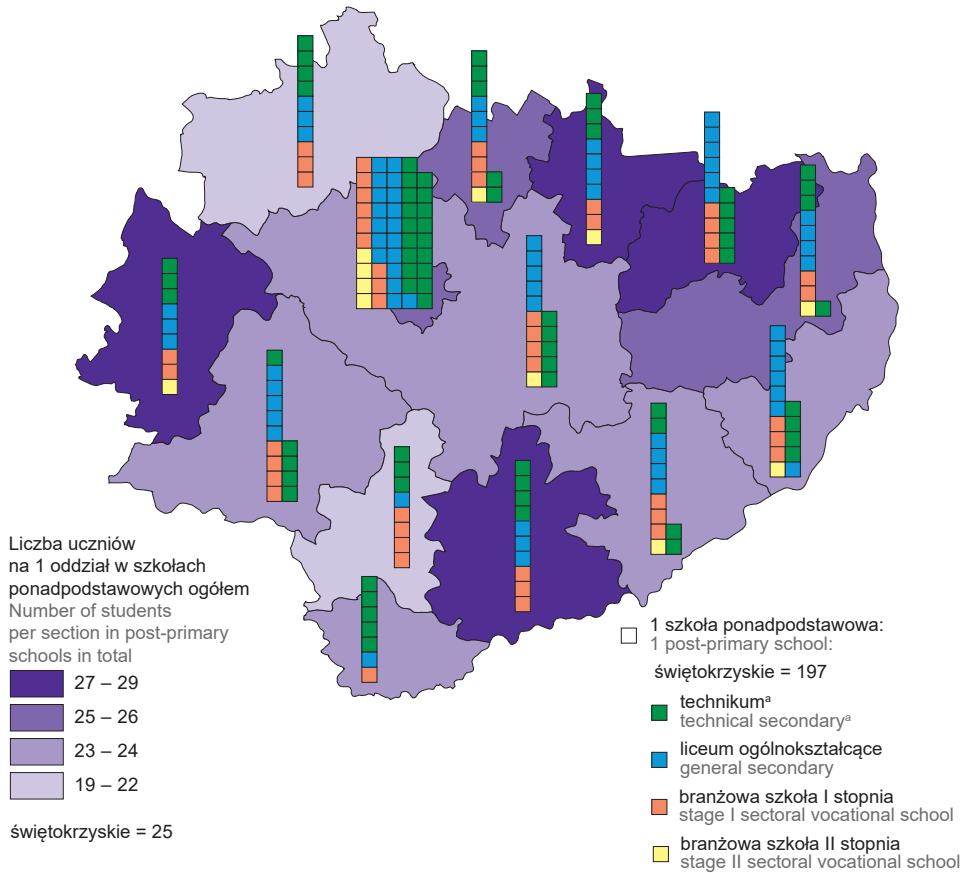 Liczba uczniów
na 1 oddział w szkołach
ponadpodstawowych ogółem
Number of students
per section in post-primary
schools in total
27 – 29
25 – 26
23 – 24
19 – 22
świętokrzyskie = 25
1 szkoła ponadpodstawowa:
1 post-primary school:
świętokrzyskie = 197
technikumᵃ
technical secondaryᵃ
liceum ogólnokształcące
general secondary
branżowa szkoła I stopnia
stage I sectoral vocational school
branżowa szkoła II stopnia
stage II sectoral vocational school